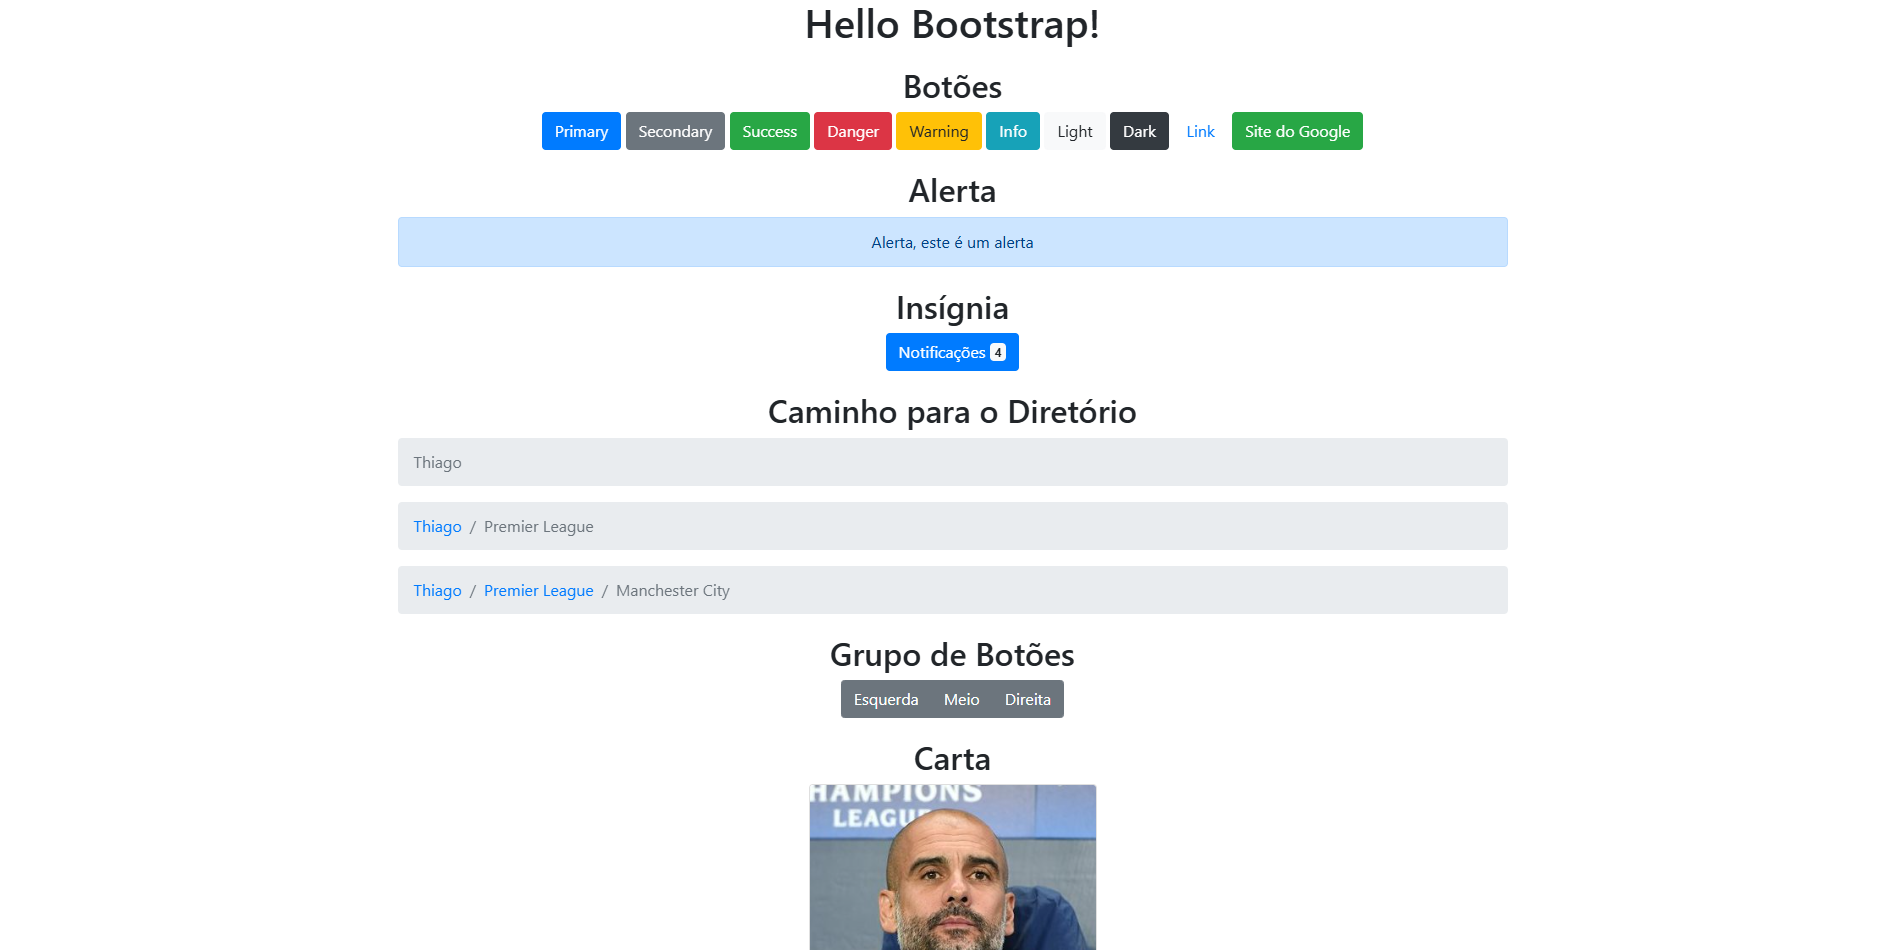 Hello Bootstrap!
Botões
Primary Secondary Success Danger Warning Info Light Dark Link Site do Google
Alerta
Alerta, este é um alerta
Insígnia
Notificações 4
Caminho para o Diretório
Thiago
Thiago / Premier League
Thiago / Premier League / Manchester City
Grupo de Botões
Esquerda Meio Direita
Carta
HAMPIONS
LEAGU